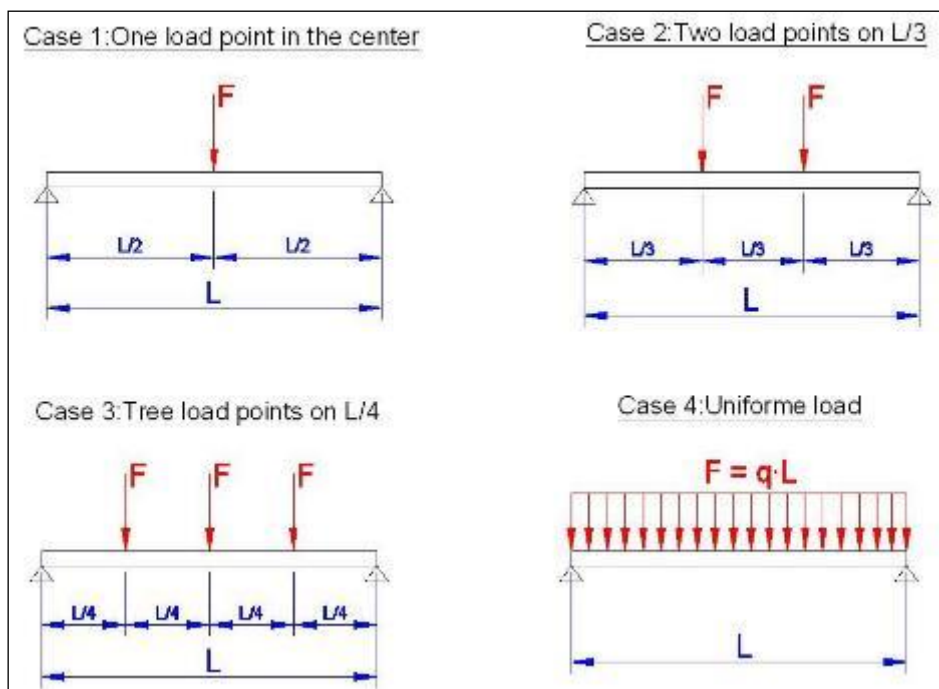 Case 1:One load point in the center
F
L/2 L/2
L
Case 2:Two load points on L/3
F F
L/3 L/3 L/3
L
Case 3:Tree load points on L/4
F F F
L/4 L/4 L/4 L/4
L
Case 4:Uniforme load
F = q·L
L